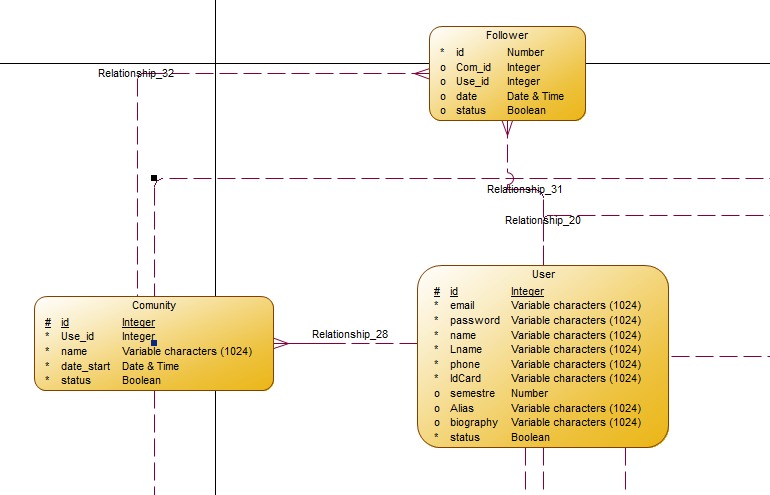 Follower
* id Number
o Com_id Integer
o Use_id Integer
o date Date & Time
o status Boolean
Relationship_32
Relationship_31
Relationship_20
User
# id Integer
* email Variable characters (1024)
* password Variable characters (1024)
* name Variable characters (1024)
* Lname Variable characters (1024)
* phone Variable characters (1024)
* IdCard Variable characters (1024)
o semestre Number
o Alias Variable characters (1024)
o biography Variable characters (1024)
* status Boolean
Comunity
# id Integer
* Use_id Integer
* name Variable characters (1024)
* date_start Date & Time
* status Boolean
Relationship_28